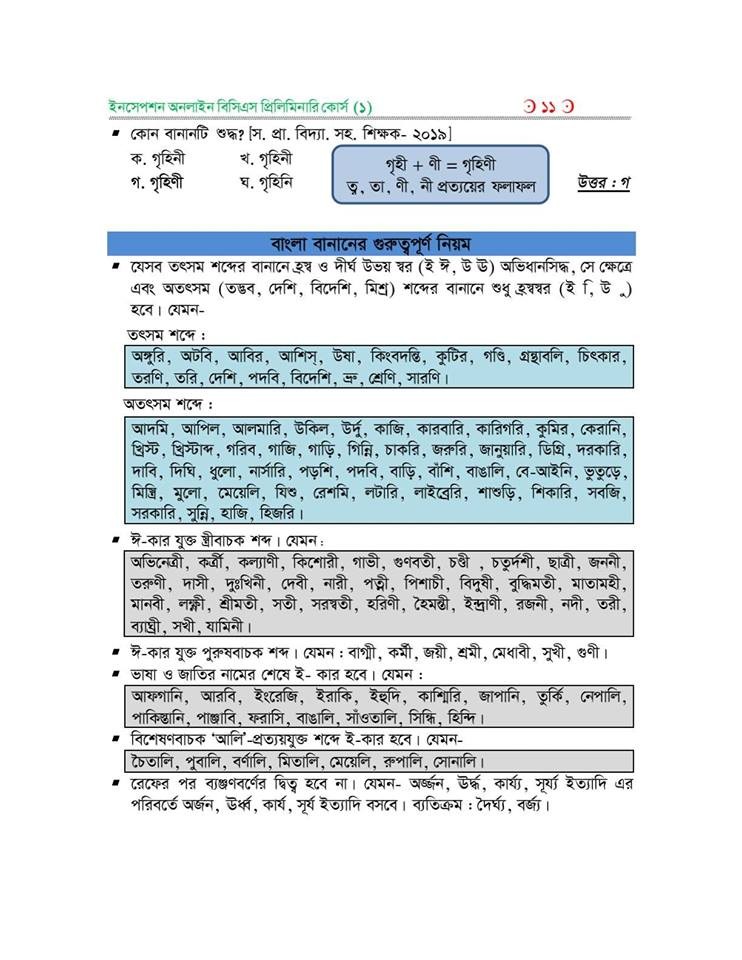 ইনসেপশন অনলাইন বিসিএস প্রিলিমিনারি কোর্স (১)
১১
▪ কোন বানানটি শুদ্ধ? [স. প্রা. বিদ্যা. সহ. শিক্ষক- ২০১৯]
ক. গৃহিনী খ. গৃহিনী
গ. গৃহিণী ঘ. গৃহিনি
গৃহী + ণী = গৃহিণী
ত্ব, তা, ণী, নী প্রত্যয়ের ফলাফল
উত্তর : গ
বাংলা বানানের গুরুত্বপূর্ণ নিয়ম
▪ যেসব তৎসম শব্দের বানানে হ্রস্ব ও দীর্ঘ উভয় স্বর (ই ঈ, উ ঊ) অভিধানসিদ্ধ, সে ক্ষেত্রে
এবং অতৎসম (তদ্ভব, দেশি, বিদেশি, মিশ্র) শব্দের বানানে শুধু হ্রস্বস্বর (ই ি, উ ু)
হবে। যেমন-
তৎসম শব্দে :
অঙ্গুরি, অটবি, আবির, আশিস্, উষা, কিংবদন্তি, কুটির, গণ্ডি, গ্রন্থাবলি, চিৎকার,
তরণি, তরি, দেশি, পদবি, বিদেশি, ভ্রু, শ্রেণি, সারণি।
অতৎসম শব্দে :
আদমি, আপিল, আলমারি, উকিল, উর্দু, কাজি, কারবারি, কারিগরি, কুমির, কেরানি,
খ্রিস্ট, খ্রিস্টাব্দ, গরিব, গাজি, গাড়ি, গিন্নি, চাকরি, জরুরি, জানুয়ারি, ডিগ্রি, দরকারি,
দাবি, দিঘি, ধুলো, নার্সারি, পড়শি, পদবি, বাড়ি, বাঁশি, বাঙালি, বে-আইনি, ভুতুড়ে,
মিস্ত্রি, মুলো, মেয়েলি, যিশু, রেশমি, লটারি, লাইব্রেরি, শাশুড়ি, শিকারি, সবজি,
সরকারি, সুন্নি, হাজি, হিজরি।
▪ ঈ-কার যুক্ত স্ত্রীবাচক শব্দ। যেমন:
অভিনেত্রী, কর্ত্রী, কল্যাণী, কিশোরী, গাভী, গুণবতী, চণ্ডী , চতুর্দশী, ছাত্রী, জননী,
তরুণী, দাসী, দুঃখিনী, দেবী, নারী, পত্নী, পিশাচী, বিদুষী, বুদ্ধিমতী, মাতামহী,
মানবী, লক্ষ্মী, শ্রীমতী, সতী, সরস্বতী, হরিণী, হৈমন্তী, ইন্দ্রাণী, রজনী, নদী, তরী,
ব্যাঘ্রী, সখী, যামিনী।
▪ ঈ-কার যুক্ত পুরুষবাচক শব্দ। যেমন : বাগ্মী, কর্মী, জয়ী, শ্রমী, মেধাবী, সুখী, গুণী।
▪ ভাষা ও জাতির নামের শেষে ই- কার হবে। যেমন :
আফগানি, আরবি, ইংরেজি, ইরাকি, ইহুদি, কাশ্মিরি, জাপানি, তুর্কি, নেপালি,
পাকিস্তানি, পাঞ্জাবি, ফরাসি, বাঙালি, সাঁওতালি, সিন্ধি, হিন্দি।
▪ বিশেষণবাচক ‘আলি’-প্রত্যয়যুক্ত শব্দে ই-কার হবে। যেমন-
চৈতালি, পুবালি, বর্ণালি, মিতালি, মেয়েলি, রুপালি, সোনালি।
▪ রেফের পর ব্যঞ্জণবর্ণের দ্বিত্ব হবে না। যেমন- অর্জ্জন, ঊর্দ্ধ, কার্য্য, সূর্য্য ইত্যাদি এর
পরিবর্তে অর্জন, ঊর্ধ্ব, কার্য, সূর্য ইত্যাদি বসবে। ব্যতিক্রম : দৈর্ঘ্য, বর্জ্য।